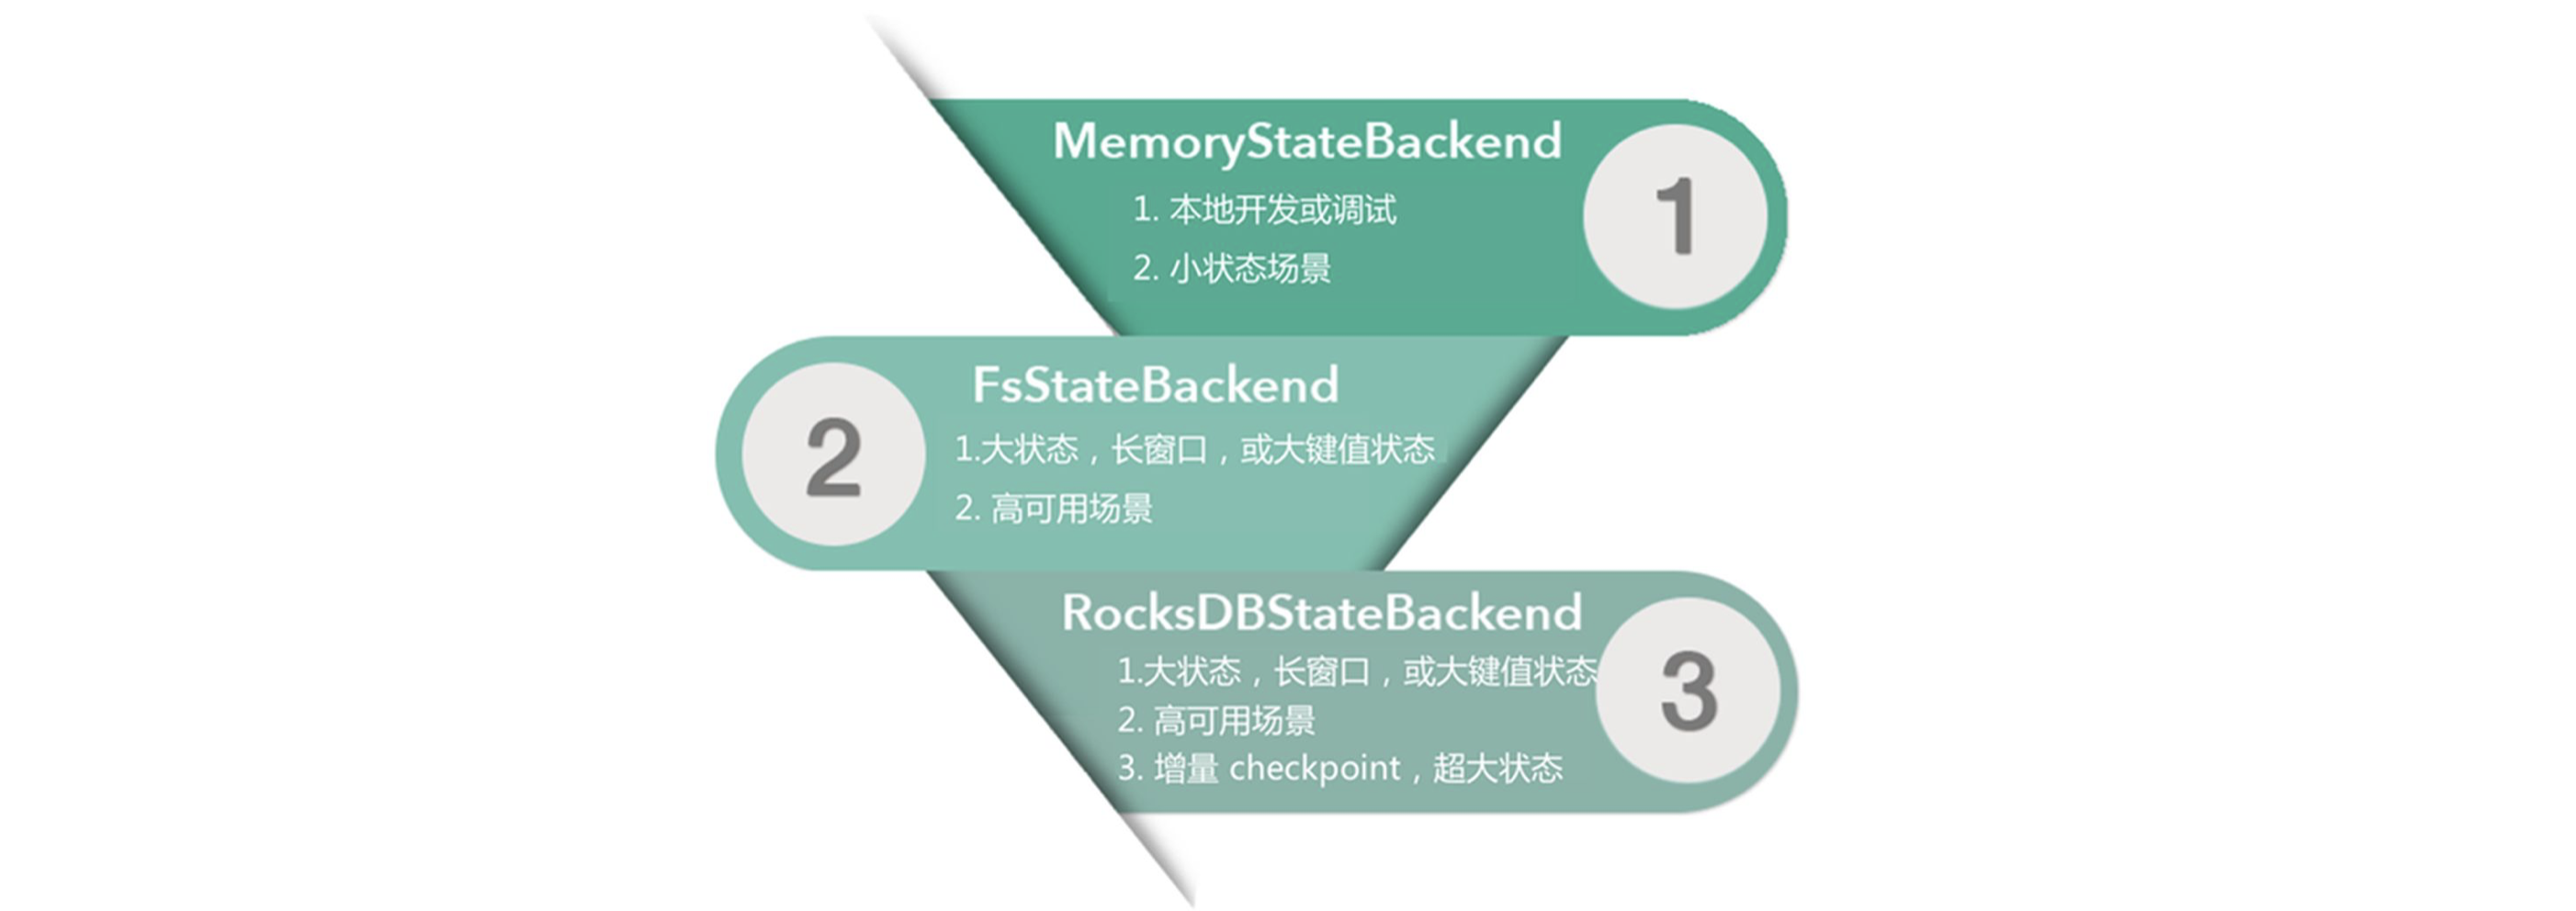 MemoryStateBackend
1. 本地开发或调试
2. 小状态场景
1
FsStateBackend
1.大状态，长窗口，或大键值状态
2. 高可用场景
2
RocksDBStateBackend
1.大状态，长窗口，或大键值状态
2. 高可用场景
3. 增量 checkpoint，超大状态
3